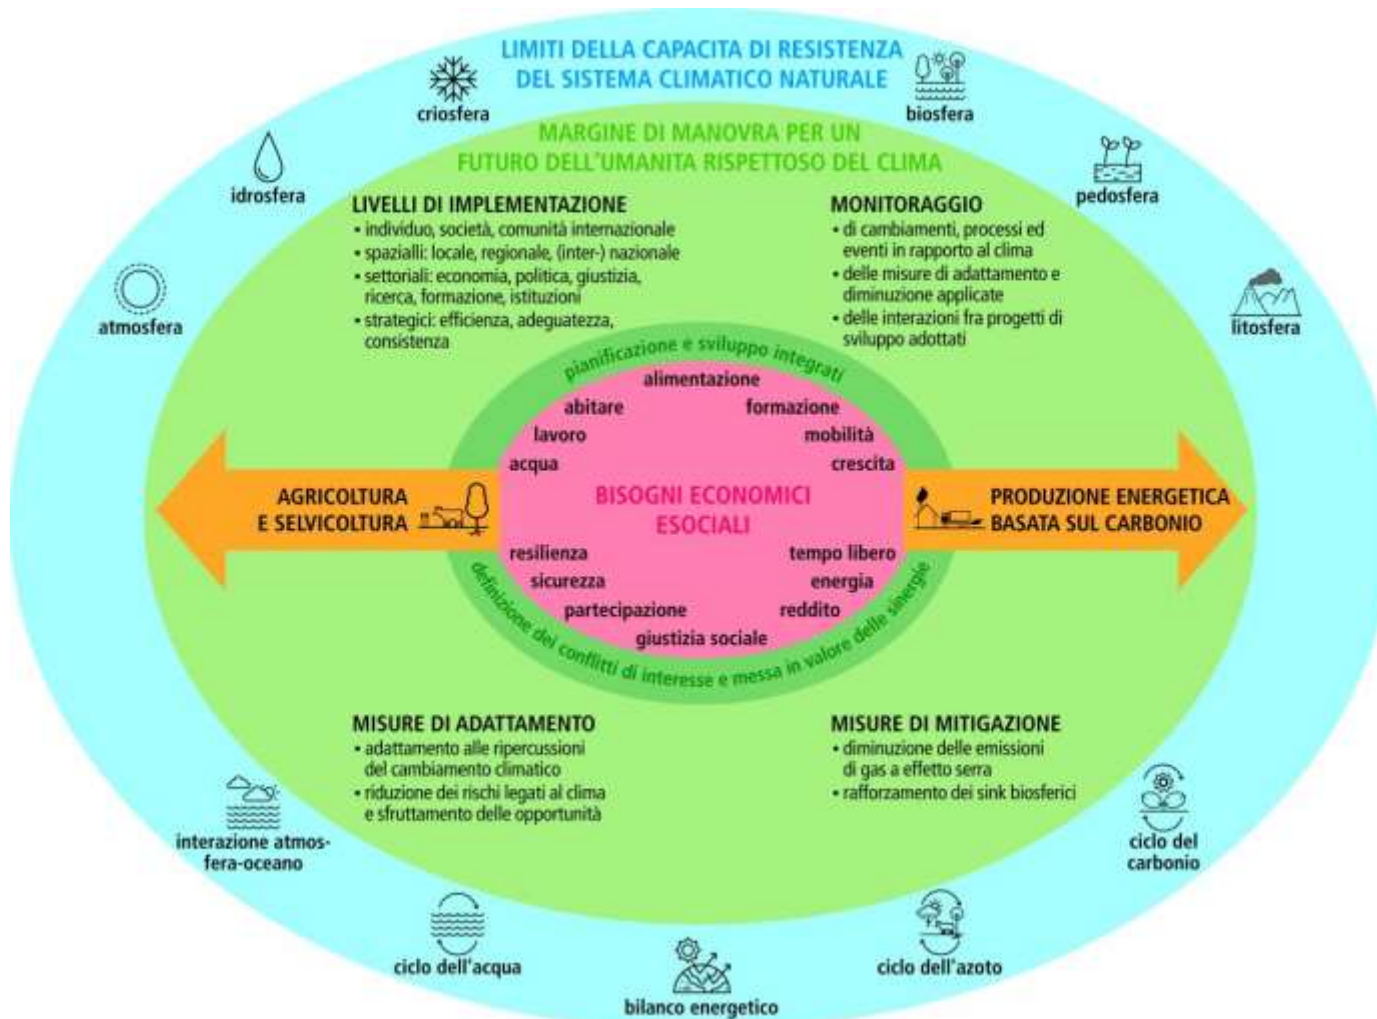 LIMITI DELLA CAPACITA DI RESISTENZA
DEL SISTEMA CLIMATICO NATURALE
criosfera
biosfera
idrosfera
pedosfera
atmosfera
litosfera
MARGINE DI MANOVRA PER UN
FUTURO DELL'UMANITA RISPETTOSO DEL CLIMA
LIVELLI DI IMPLEMENTAZIONE
• individuo, società, comunità internazionale
• spazialli: locale, regionale, (inter-) nazionale
• settoriali: economia, politica, giustizia,
ricerca, formazione, istituzioni
• strategici: efficienza, adeguatezza,
consistenza
MONITORAGGIO
• di cambiamenti, processi ed
eventi in rapporto al clima
• delle misure di adattamento e
diminuzione applicate
• delle interazioni fra progetti di
sviluppo adottati
pianificazione e sviluppo integrati
alimentazione
abitare
formazione
lavoro
mobilità
acqua
crescita
AGRICOLTURA
E SELVICOLTURA
BISOGNI ECONOMICI
ESOCIALI
PRODUZIONE ENERGETICA
BASATA SUL CARBONIO
resilienza
tempo libero
sicurezza
energia
partecipazione
reddito
giustizia sociale
definizione dei conflitti di interesse e messa in valore delle sinergie
MISURE DI ADATTAMENTO
• adattamento alle ripercussioni
del cambiamento climatico
• riduzione dei rischi legati al clima
e sfruttamento delle opportunità
MISURE DI MITIGAZIONE
• diminuzione delle emissioni
di gas a effetto serra
• rafforzamento dei sink biosferici
interazione atmos-
fera-oceano
ciclo del
carbonio
ciclo dell'acqua
ciclo dell'azoto
bilanco energetico